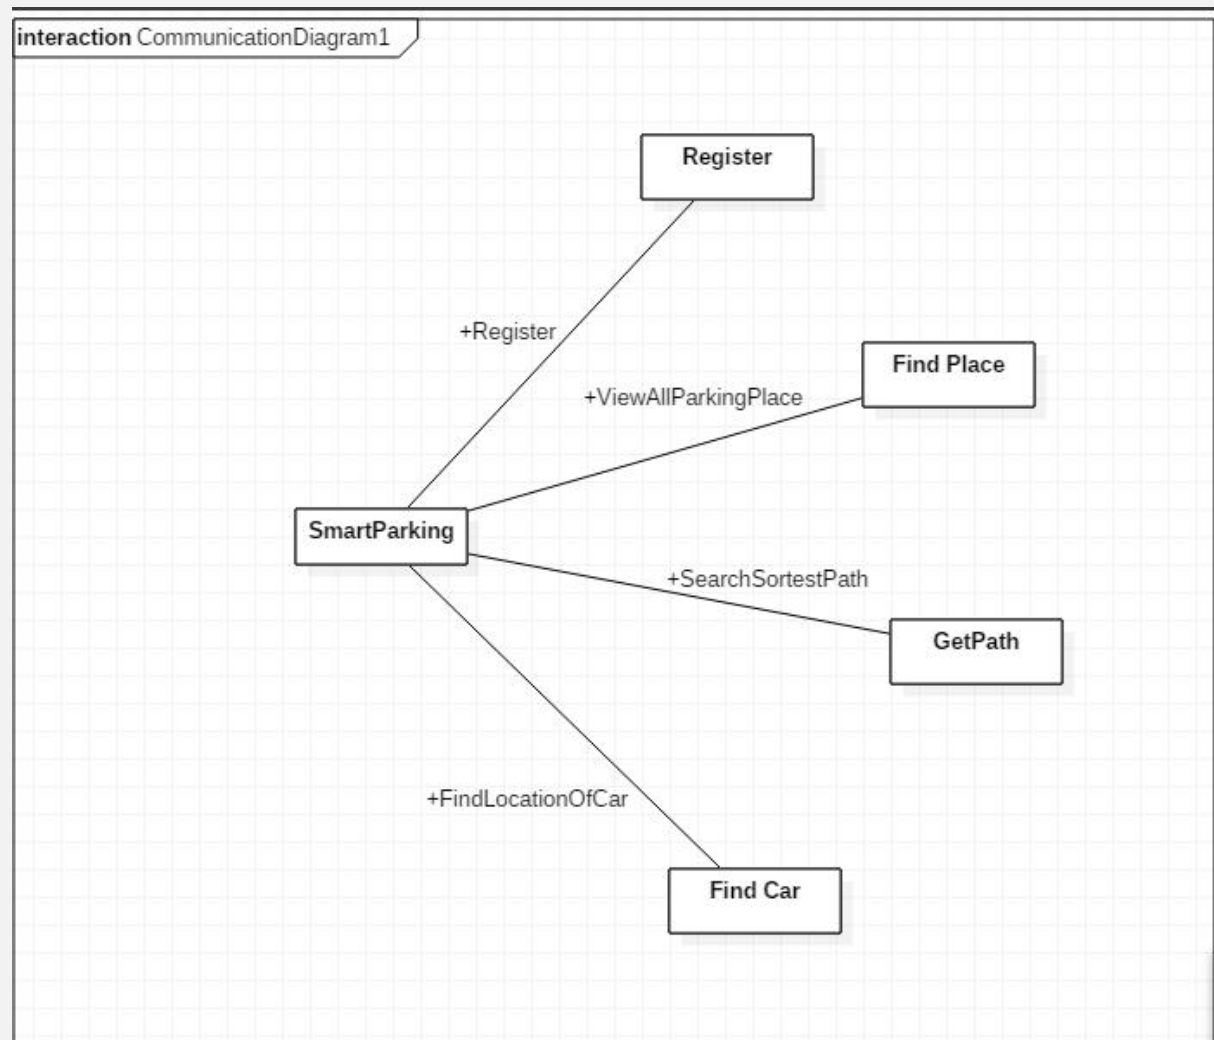 interaction CommunicationDiagram1
Register
+Register
Find Place
+ViewAllParkingPlace
SmartParking
+SearchSortestPath
GetPath
+FindLocationOfCar
Find Car